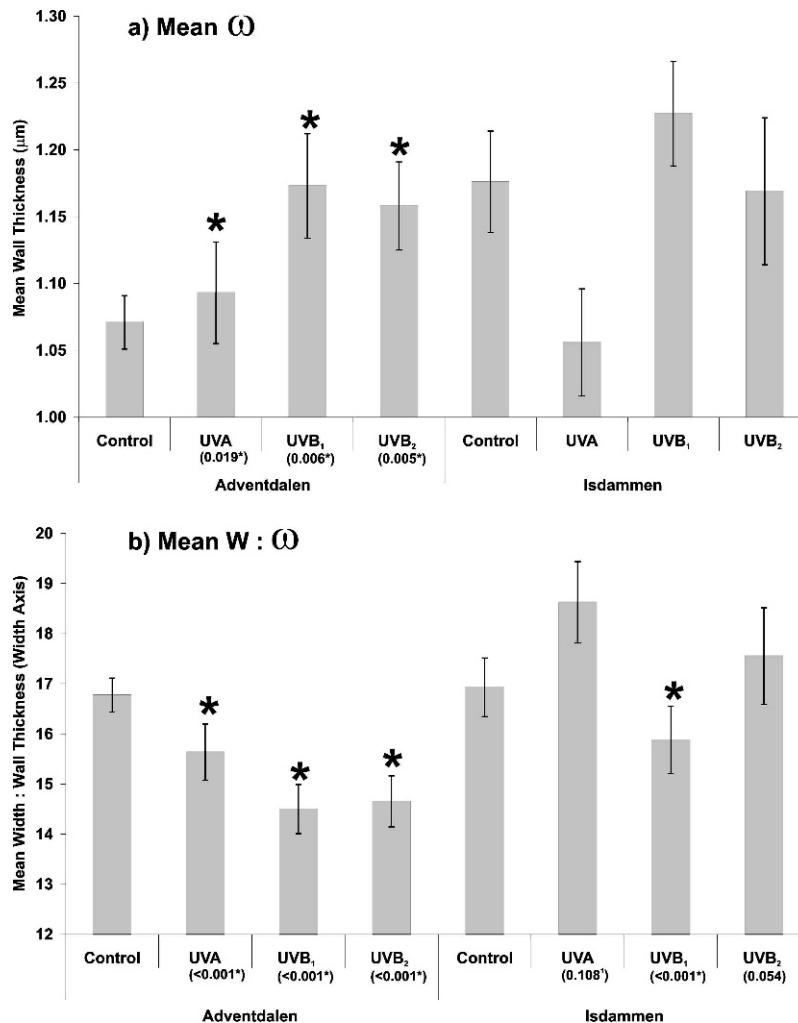 a) Mean ω
Mean Wall Thickness (μm)
1.30
1.25
1.20
1.15
1.10
1.05
1.00
* * *
Control UVA UVB₁ UVB₂ Control UVA UVB₁ UVB₂
(0.019*) (0.006*) (0.005*)
Adventdalen Isdammen
b) Mean W : ω
Mean Width : Wall Thickness (Width Axis)
20
19
18
17
16
15
14
13
12
* * * *
Control UVA UVB₁ UVB₂ Control UVA UVB₁ UVB₂
(<0.001*) (<0.001*) (<0.001*) (0.108¹) (<0.001*) (0.054)
Adventdalen Isdammen